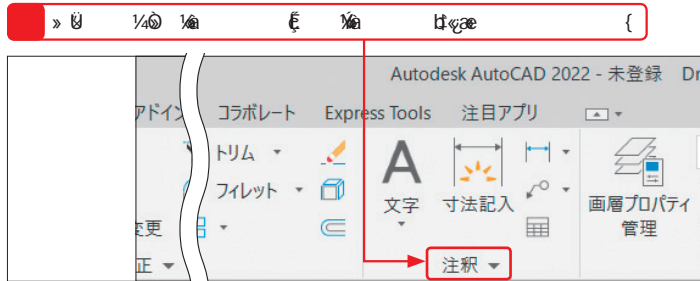 Autodesk AutoCAD 2022 - 未登録 Dr
アドイン コラボレート Express Tools 注目アプリ
トリム
フィレット
文字 寸法記入 画層プロパティ
管理
変更
正 注釈